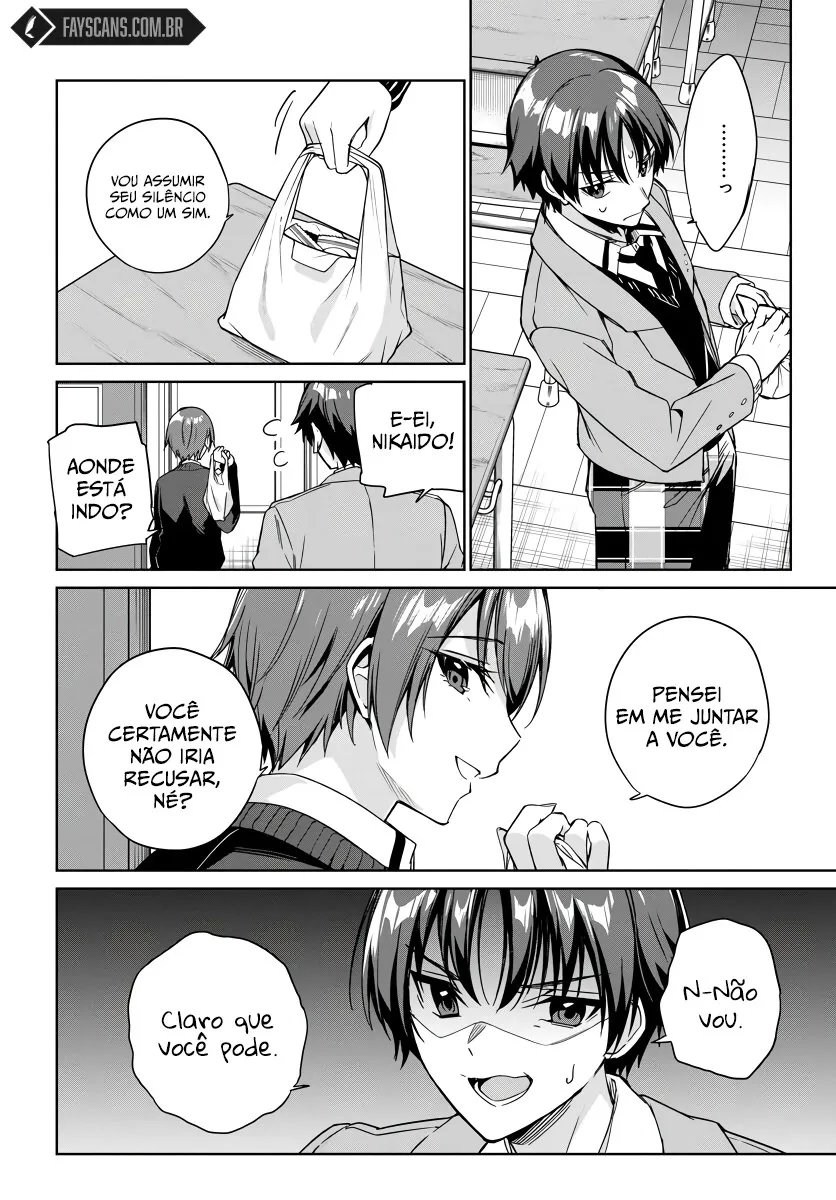 FAYSCANS.COM.BR
………っ
VOU ASSUMIR
SEU SILÊNCIO
COMO UM SIM.
E-EI,
NIKAIDO!
AONDE
ESTÁ
INDO?
PENSEI
EM ME JUNTAR
A VOCÊ.
VOCÊ
CERTAMENTE
NÃO IRIA
RECUSAR,
NÉ?
N-Não
vou.
Claro que
você pode.